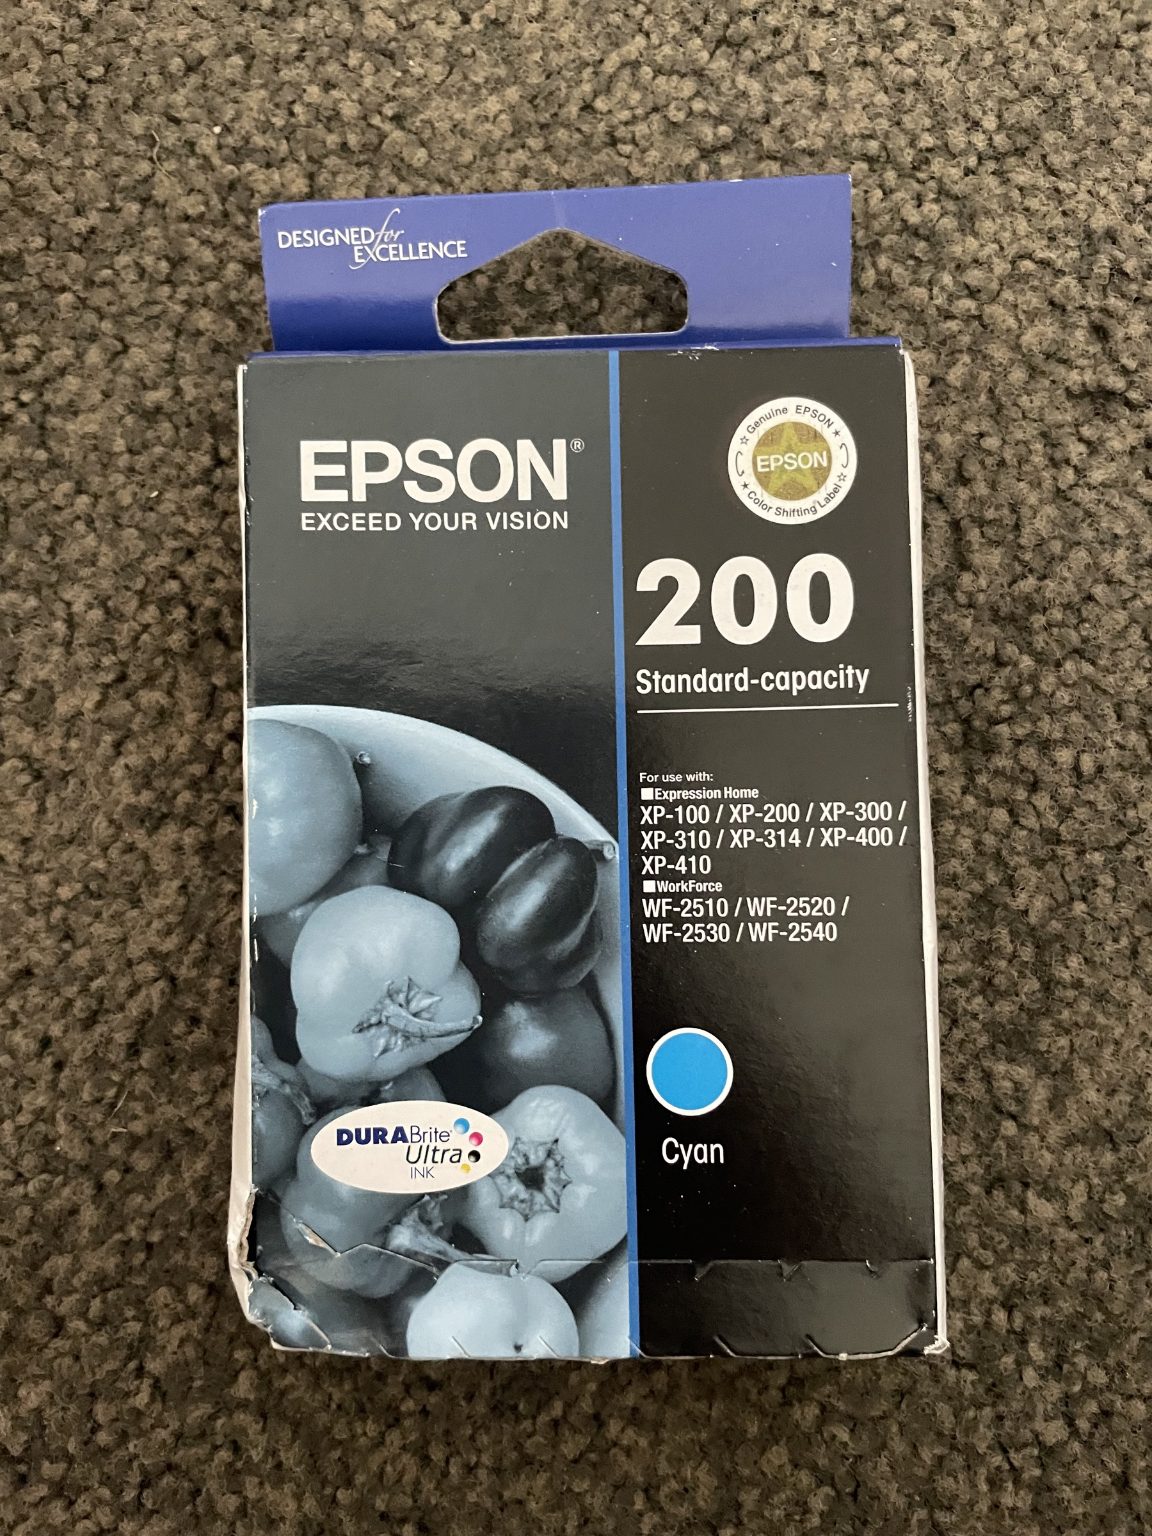 DESIGNED for
EXCELLENCE
EPSON®
EXCEED YOUR VISION
Genuine EPSON
EPSON
Color Shifting Label
200
Standard-capacity
For use with:
Expression Home
XP-100 / XP-200 / XP-300 /
XP-310 / XP-314 / XP-400 /
XP-410
WorkForce
WF-2510 / WF-2520 /
WF-2530 / WF-2540
Cyan
DURABrite
Ultra
INK